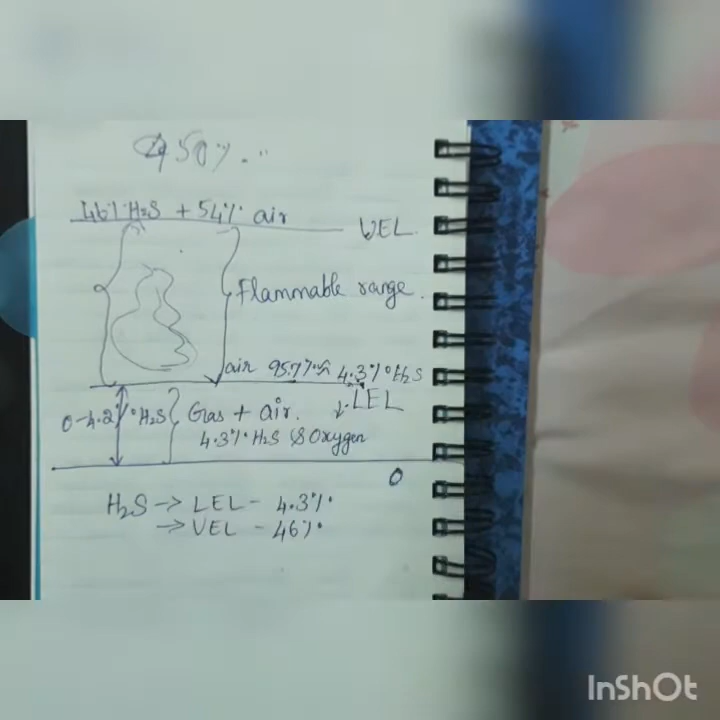 450%.
46% H₂S + 54% air
UEL
Flammable range.
air 95.7% 4.3% H₂S
LEL
0-4.2% H₂S
Gas + air.
4.3% H₂S & Oxygen
0
H₂S → LEL - 4.3%
→ UEL - 46%
InShOt